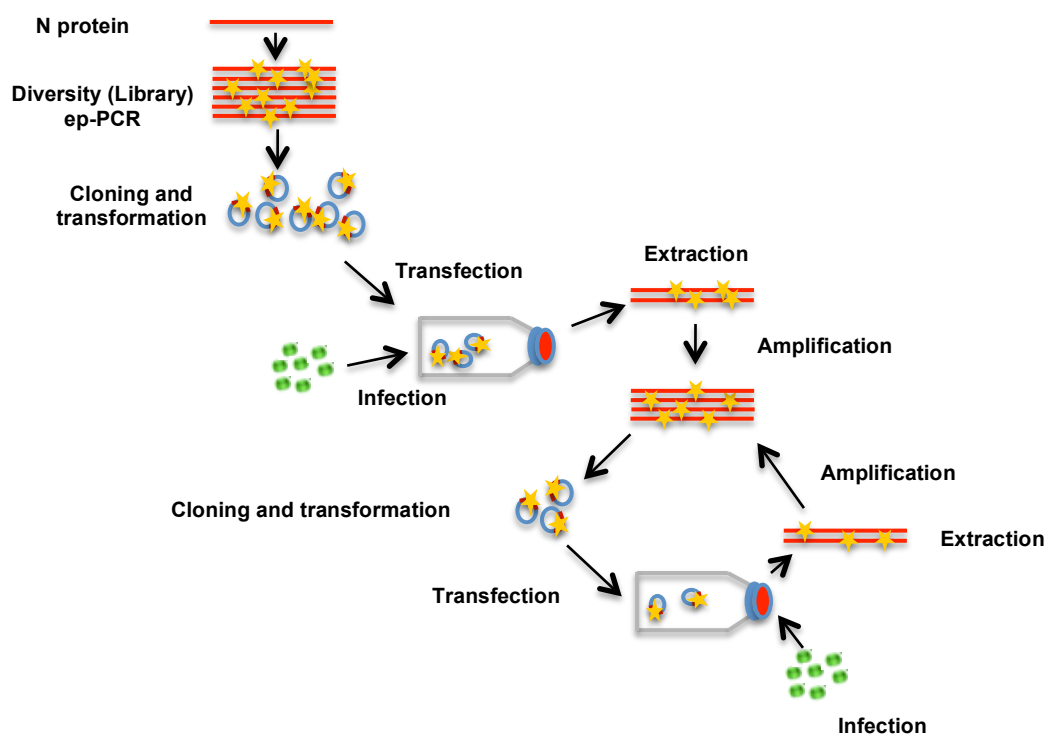 N protein
Diversity (Library)
ep-PCR
Cloning and
transformation
Transfection
Extraction
Infection
Amplification
Cloning and transformation
Amplification
Extraction
Transfection
Infection